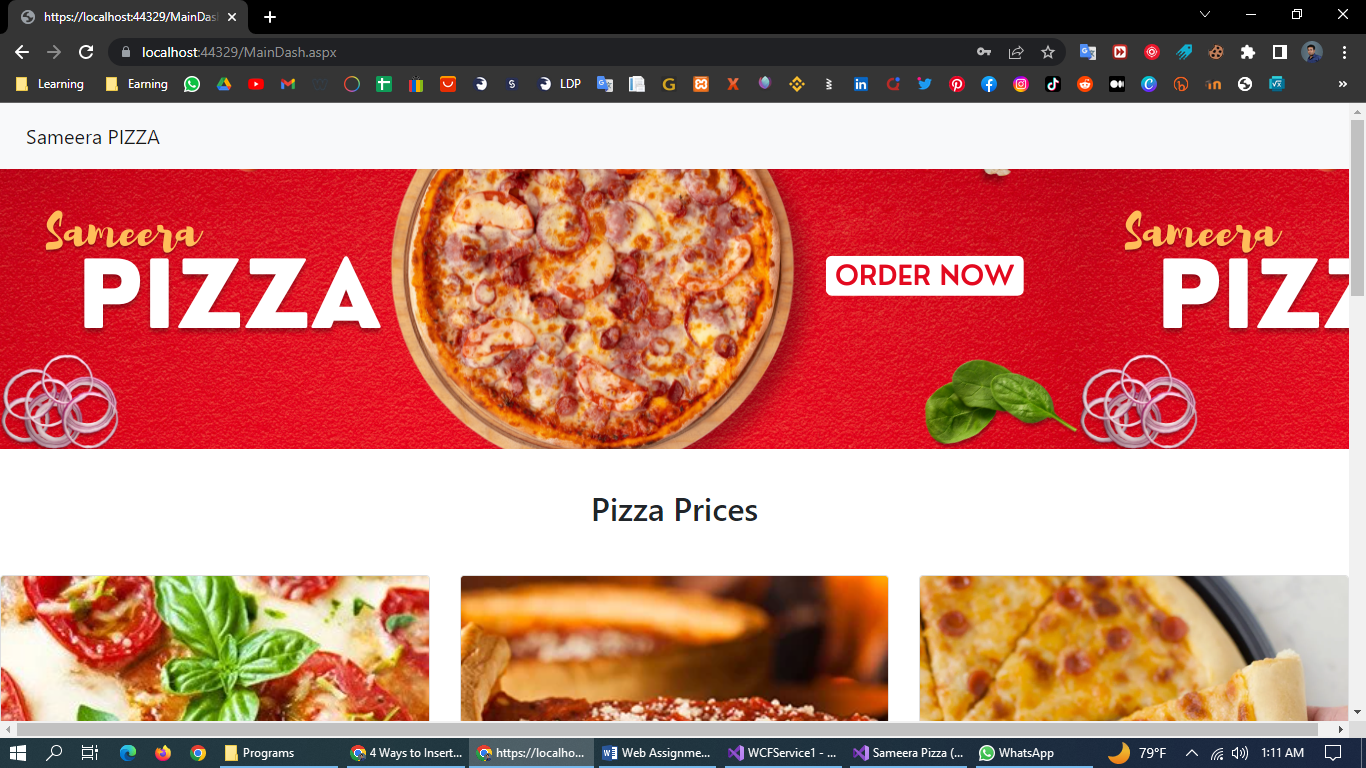 https://localhost:44329/MainDas
localhost:44329/MainDash.aspx
Learning
Earning
LDP
Sameera PIZZA
Sameera
PIZZA
ORDER NOW
Sameera
PIZZ
Pizza Prices
Programs
4 Ways to Insert...
https://localho...
Web Assignme...
WCFService1 - ...
Sameera Pizza (...
WhatsApp
79°F
1:11 AM